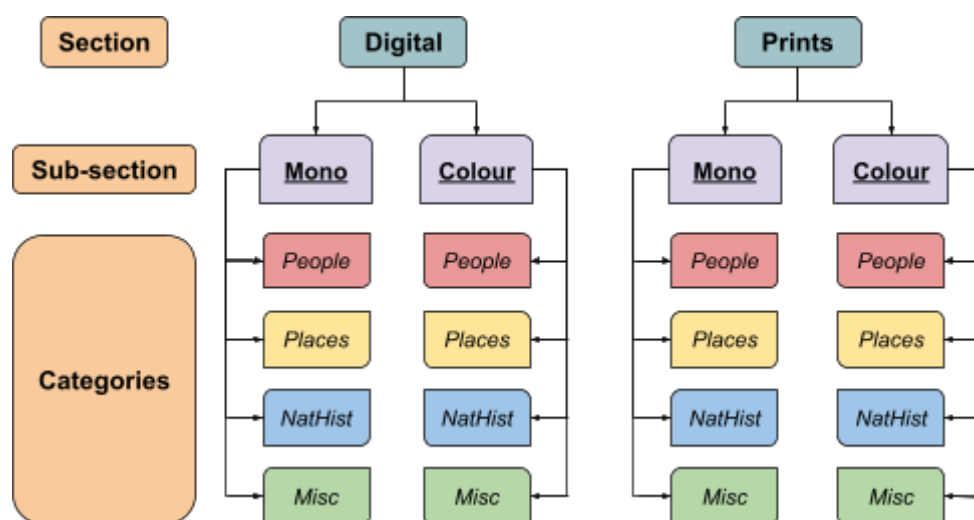 Section Digital Prints
Sub-section Mono Colour Mono Colour
People People People People
Places Places Places Places
Categories
NatHist NatHist NatHist NatHist
Misc Misc Misc Misc